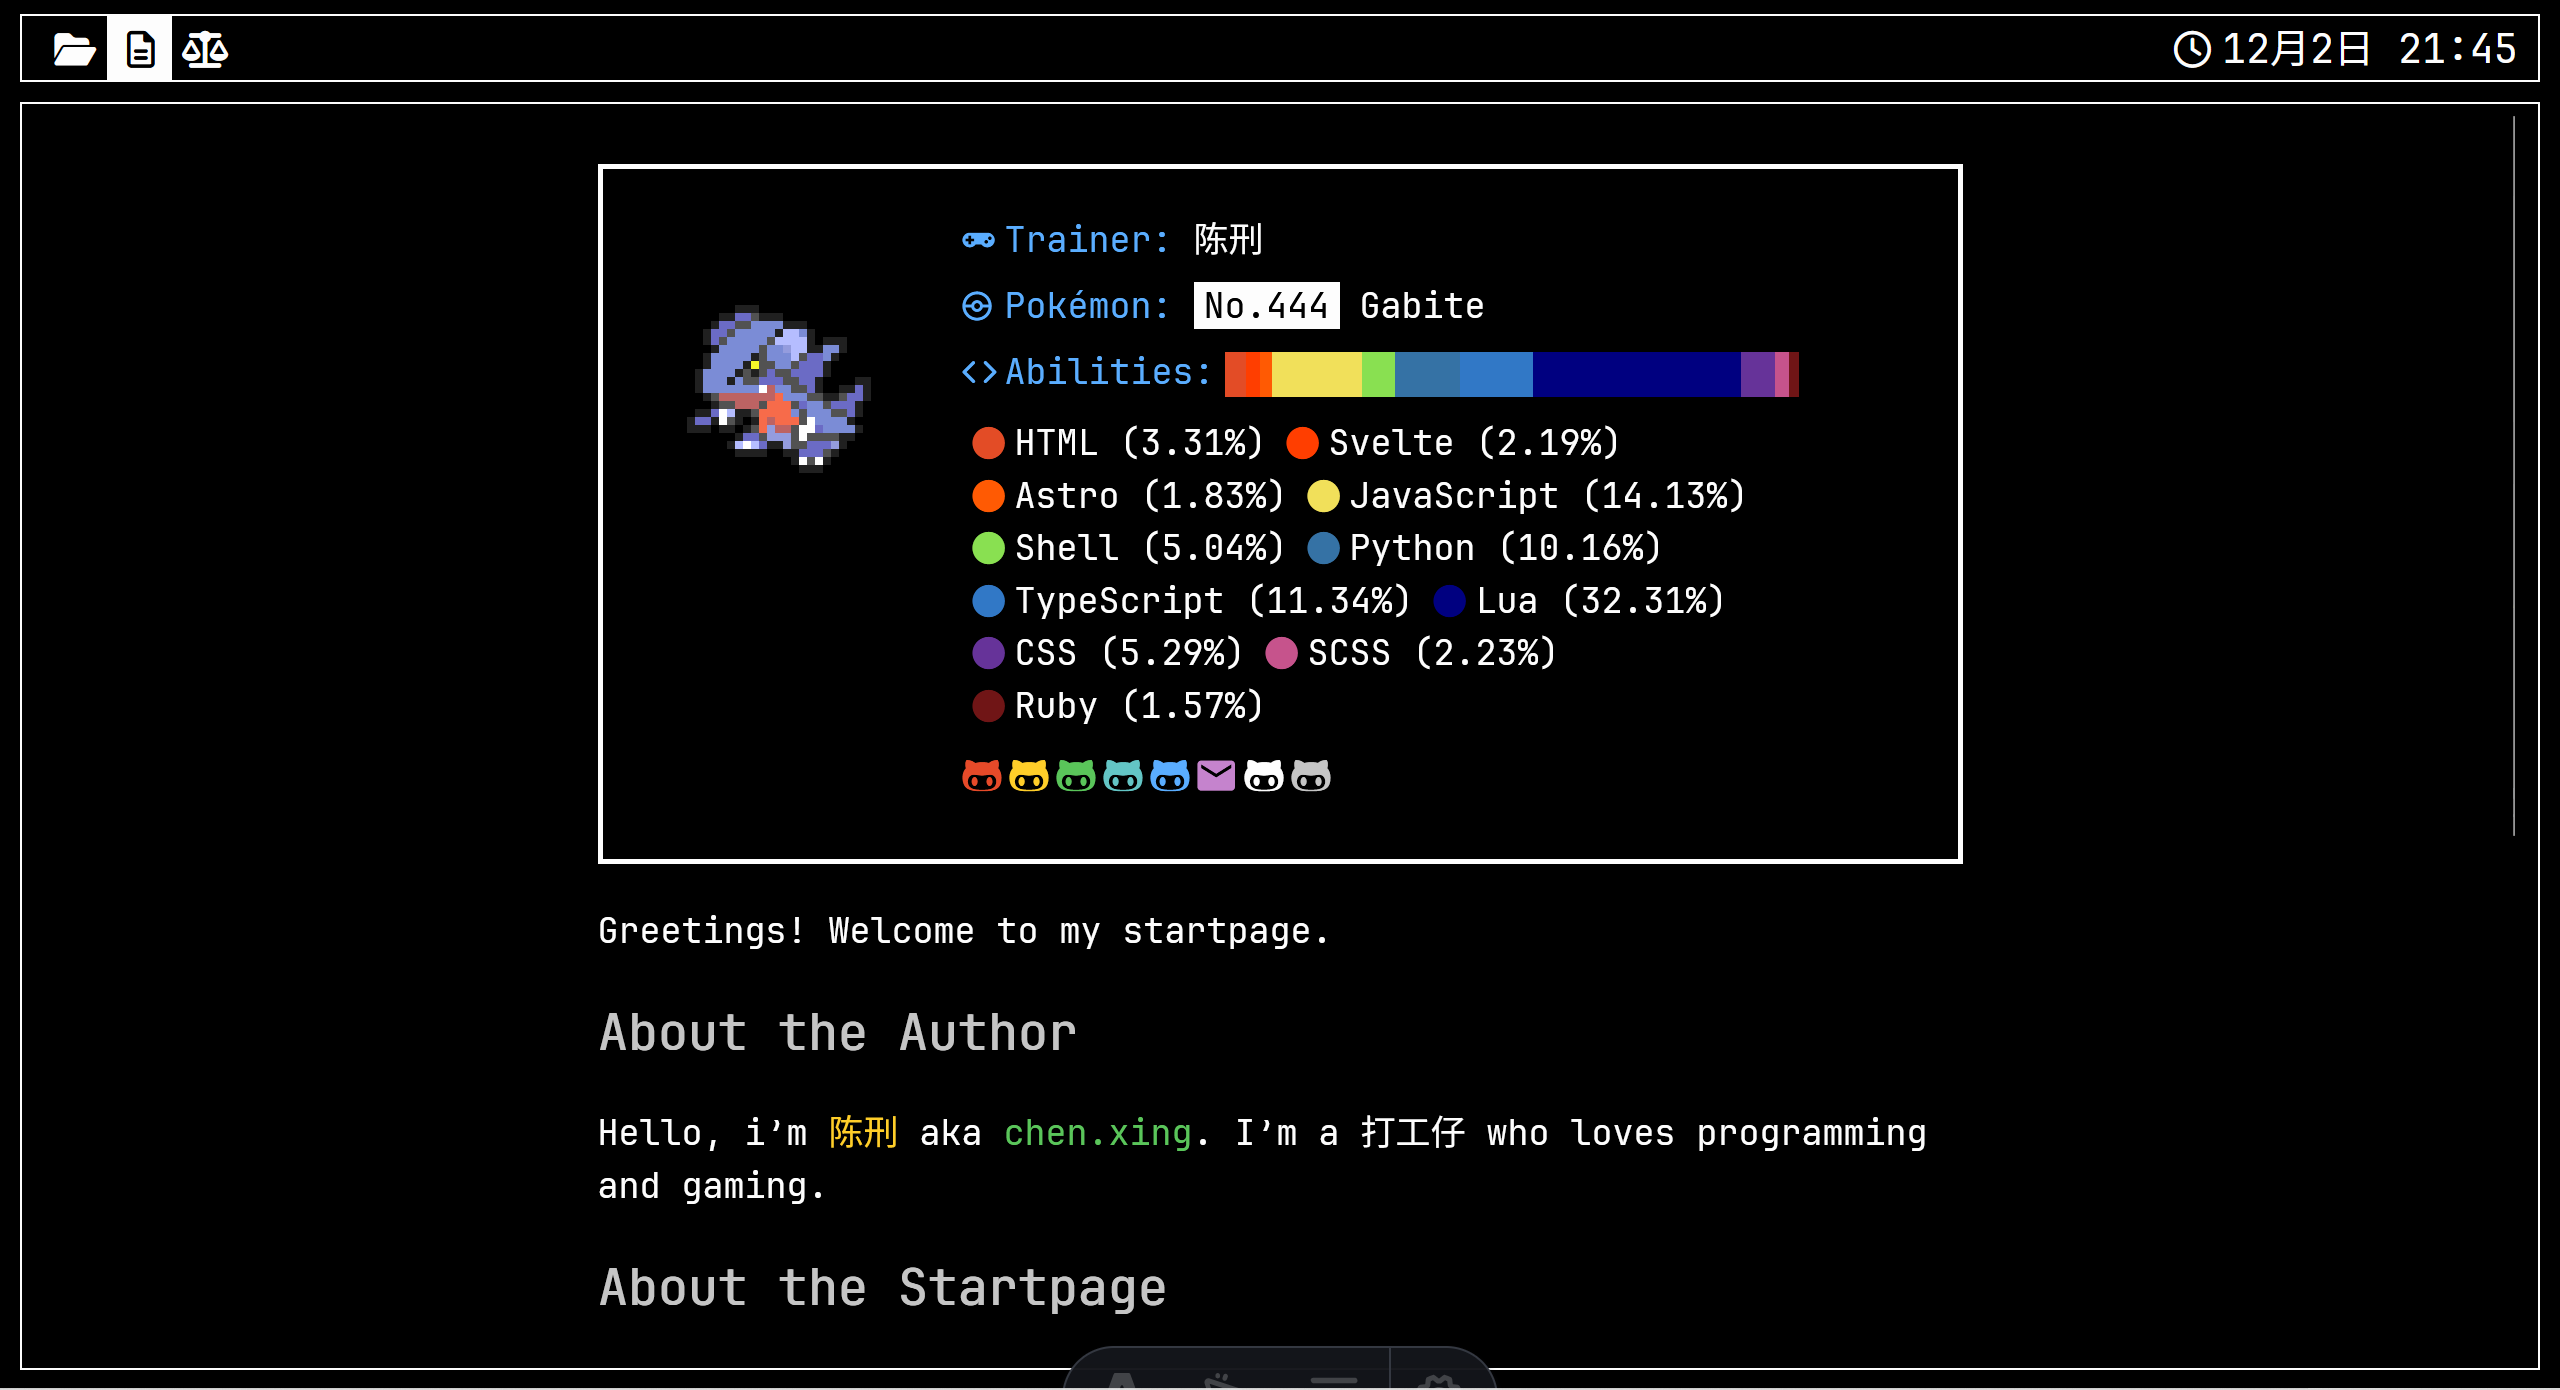 12月2日 21:45
Trainer: 陈刑
Pokémon: No.444 Gabite
Abilities:
HTML (3.31%) Svelte (2.19%)
Astro (1.83%) JavaScript (14.13%)
Shell (5.04%) Python (10.16%)
TypeScript (11.34%) Lua (32.31%)
CSS (5.29%) SCSS (2.23%)
Ruby (1.57%)
Greetings! Welcome to my startpage.
About the Author
Hello, i’m 陈刑 aka chen.xing. I’m a 打工仔 who loves programming
and gaming.
About the Startpage